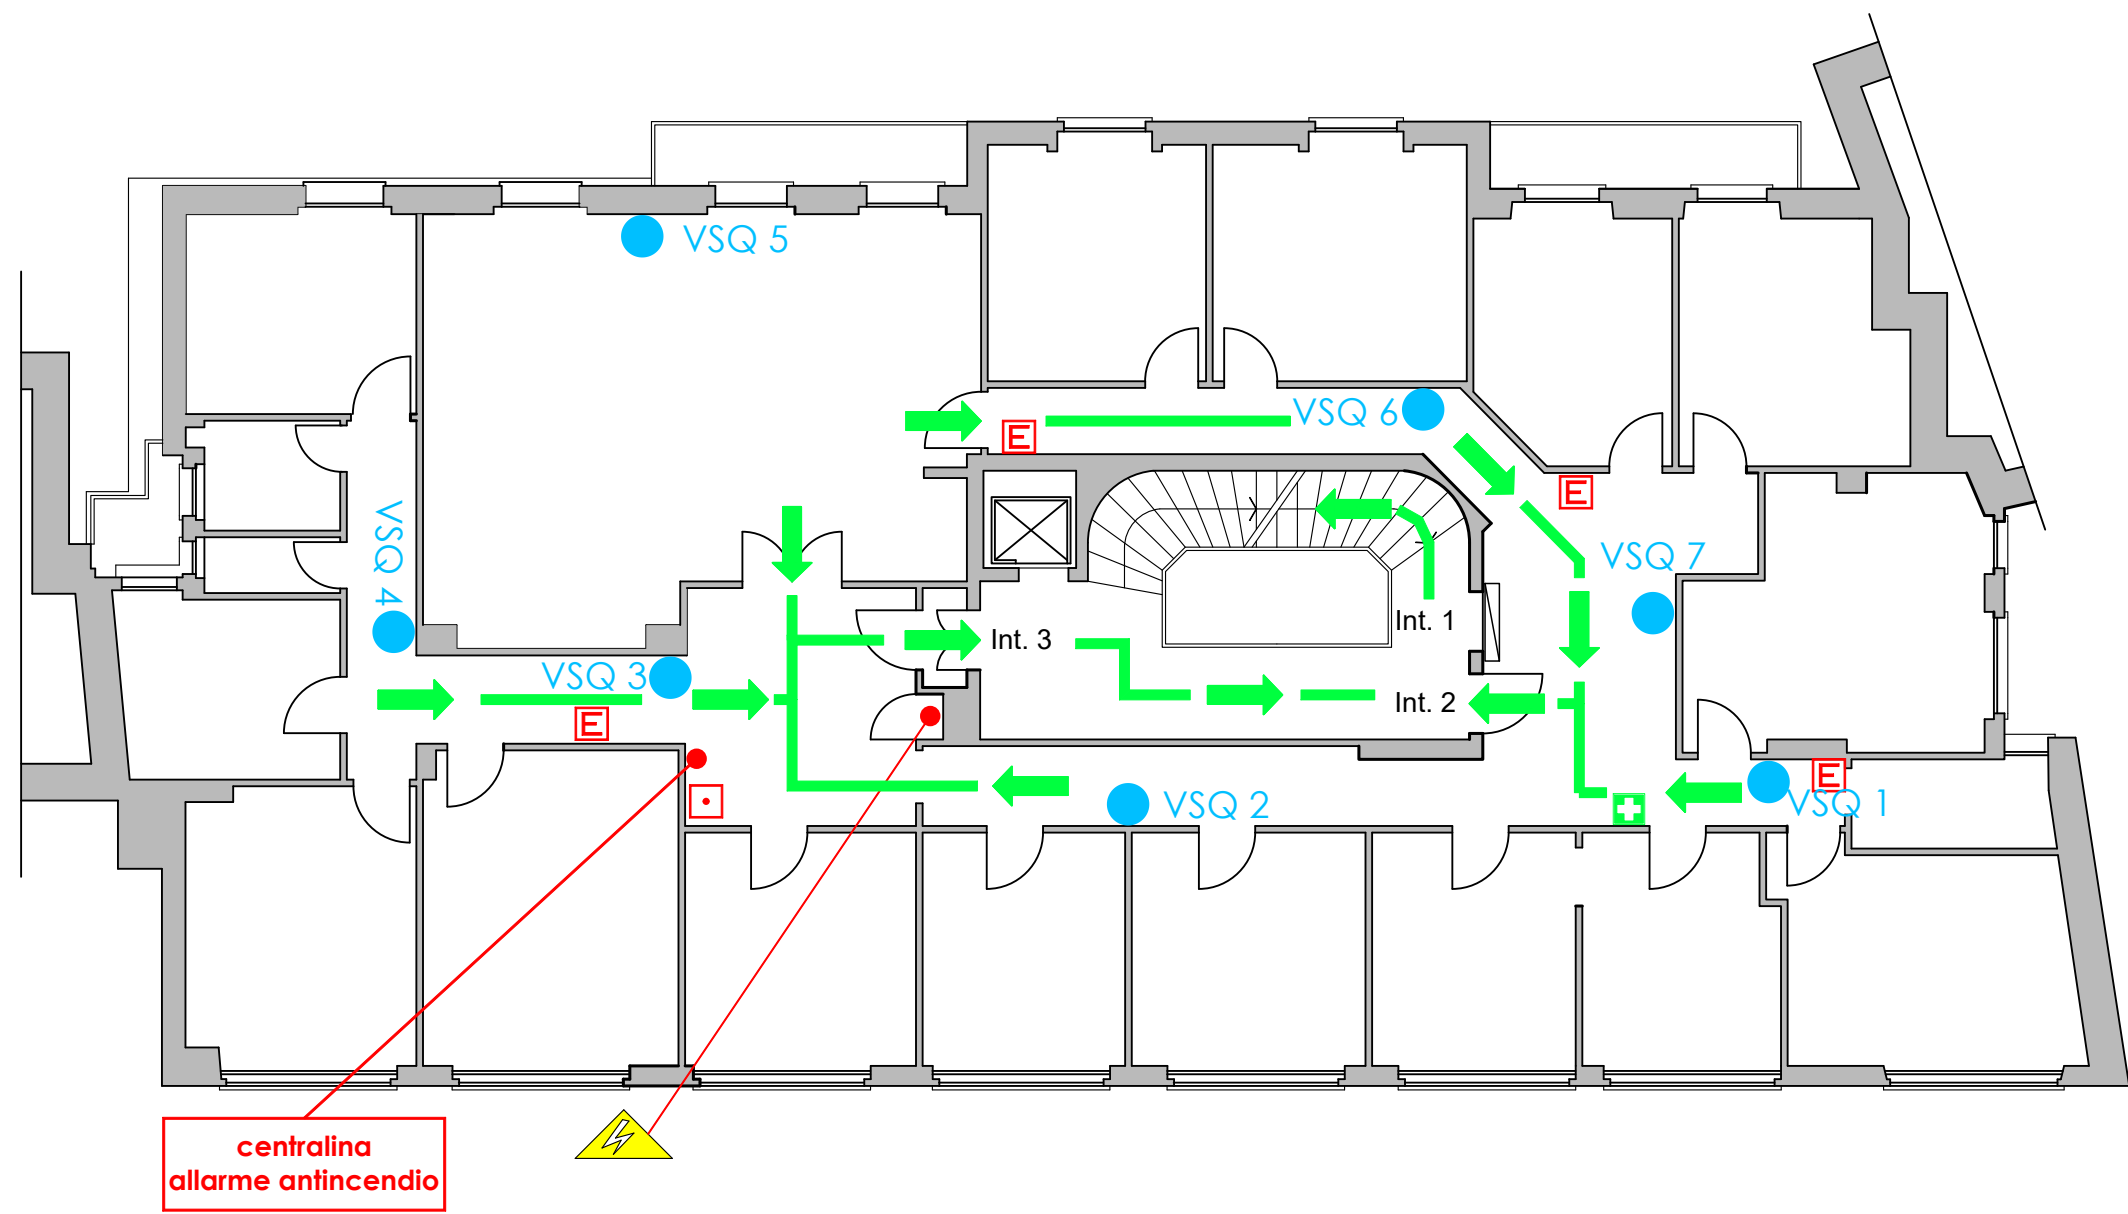 VSQ 5
VSQ 6
E
E
VSQ 4
VSQ 7
Int. 1
Int. 3
VSQ 3
Int. 2
E
E
VSQ 2
VSQ 1
centralina
allarme antincendio